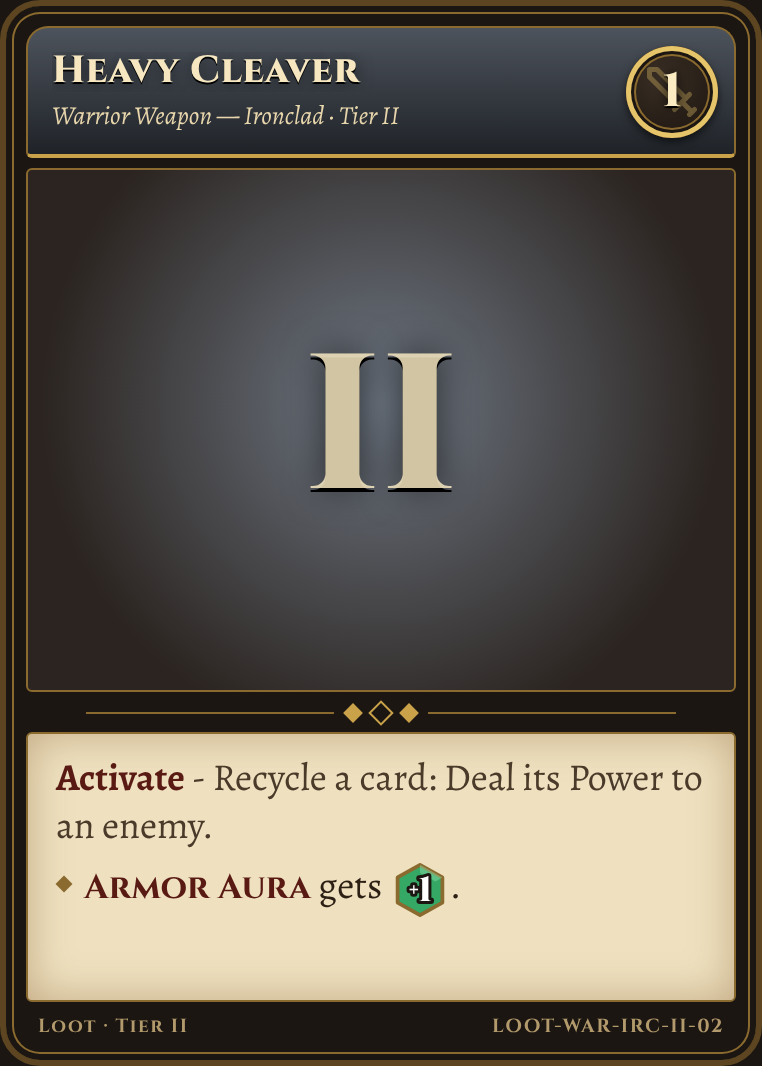 Heavy Cleaver
1
Warrior Weapon — Ironclad · Tier II
II
Activate - Recycle a card: Deal its Power to
an enemy.
Armor Aura gets +1.
Loot · Tier II
LOOT-WAR-IRC-II-02